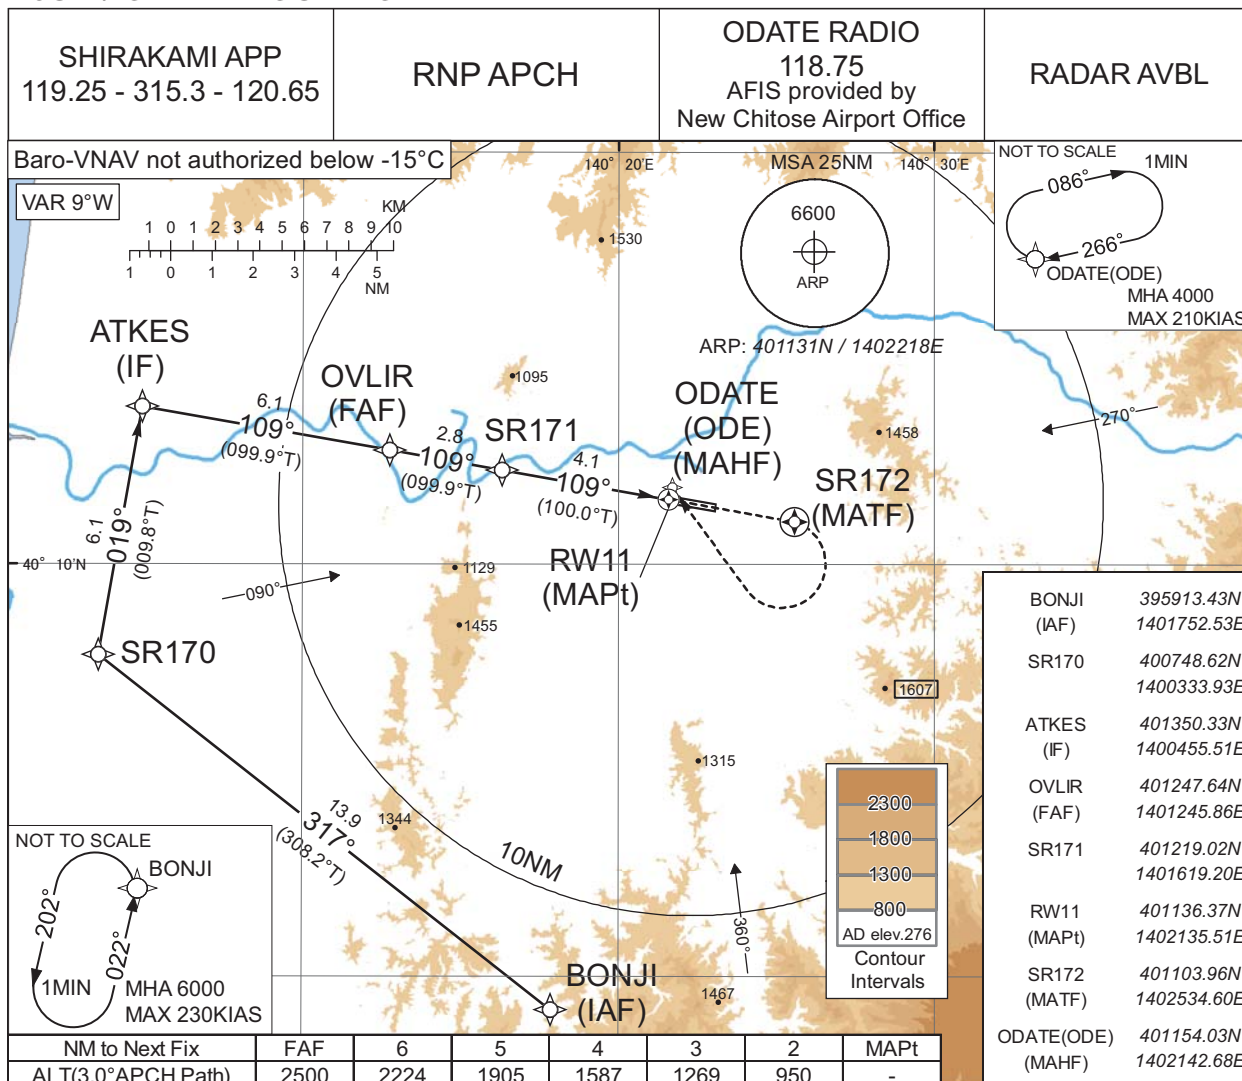 SHIRAKAMI APP
119.25 - 315.3 - 120.65
RNP APCH
ODATE RADIO
118.75
AFIS provided by
New Chitose Airport Office
RADAR AVBL
Baro-VNAV not authorized below -15°C
VAR 9°W
KM
1 0 1 2 3 4 5 6 7 8 9 10
1 0 1 2 3 4 5
NM
140° 20′E
140° 30′E
MSA 25NM
6600
ARP
ARP: 401131N / 1402218E
NOT TO SCALE
1MIN
086°
266°
ODATE(ODE)
MHA 4000
MAX 210KIAS
1530
1095
1458
270°
ATKES
(IF)
OVLIR
(FAF)
SR171
ODATE
(ODE)
(MAHF)
SR172
(MATF)
6.1
109°
(099.9°T)
2.8
109°
(099.9°T)
4.1
109°
(100.0°T)
RW11
(MAPt)
6.1
019°
(009.8°T)
40° 10′N
090°
1129
1455
SR170
1607
1315
13.9
317°
(308.2°T)
1344
10NM
360°
1467
BONJI
(IAF)
NOT TO SCALE
BONJI
202°
022°
1MIN
MHA 6000
MAX 230KIAS
2300
1800
1300
800
AD elev.276
Contour
Intervals
BONJI 395913.43N
(IAF) 1401752.53E
SR170 400748.62N
1400333.93E
ATKES 401350.33N
(IF) 1400455.51E
OVLIR 401247.64N
(FAF) 1401245.86E
SR171 401219.02N
1401619.20E
RW11 401136.37N
(MAPt) 1402135.51E
SR172 401103.96N
(MATF) 1402534.60E
ODATE(ODE) 401154.03N
(MAHF) 1402142.68E
NM to Next Fix FAF 6 5 4 3 2 MAPt
ALT(3.0°APCH Path) 2500 2224 1905 1587 1269 950 -